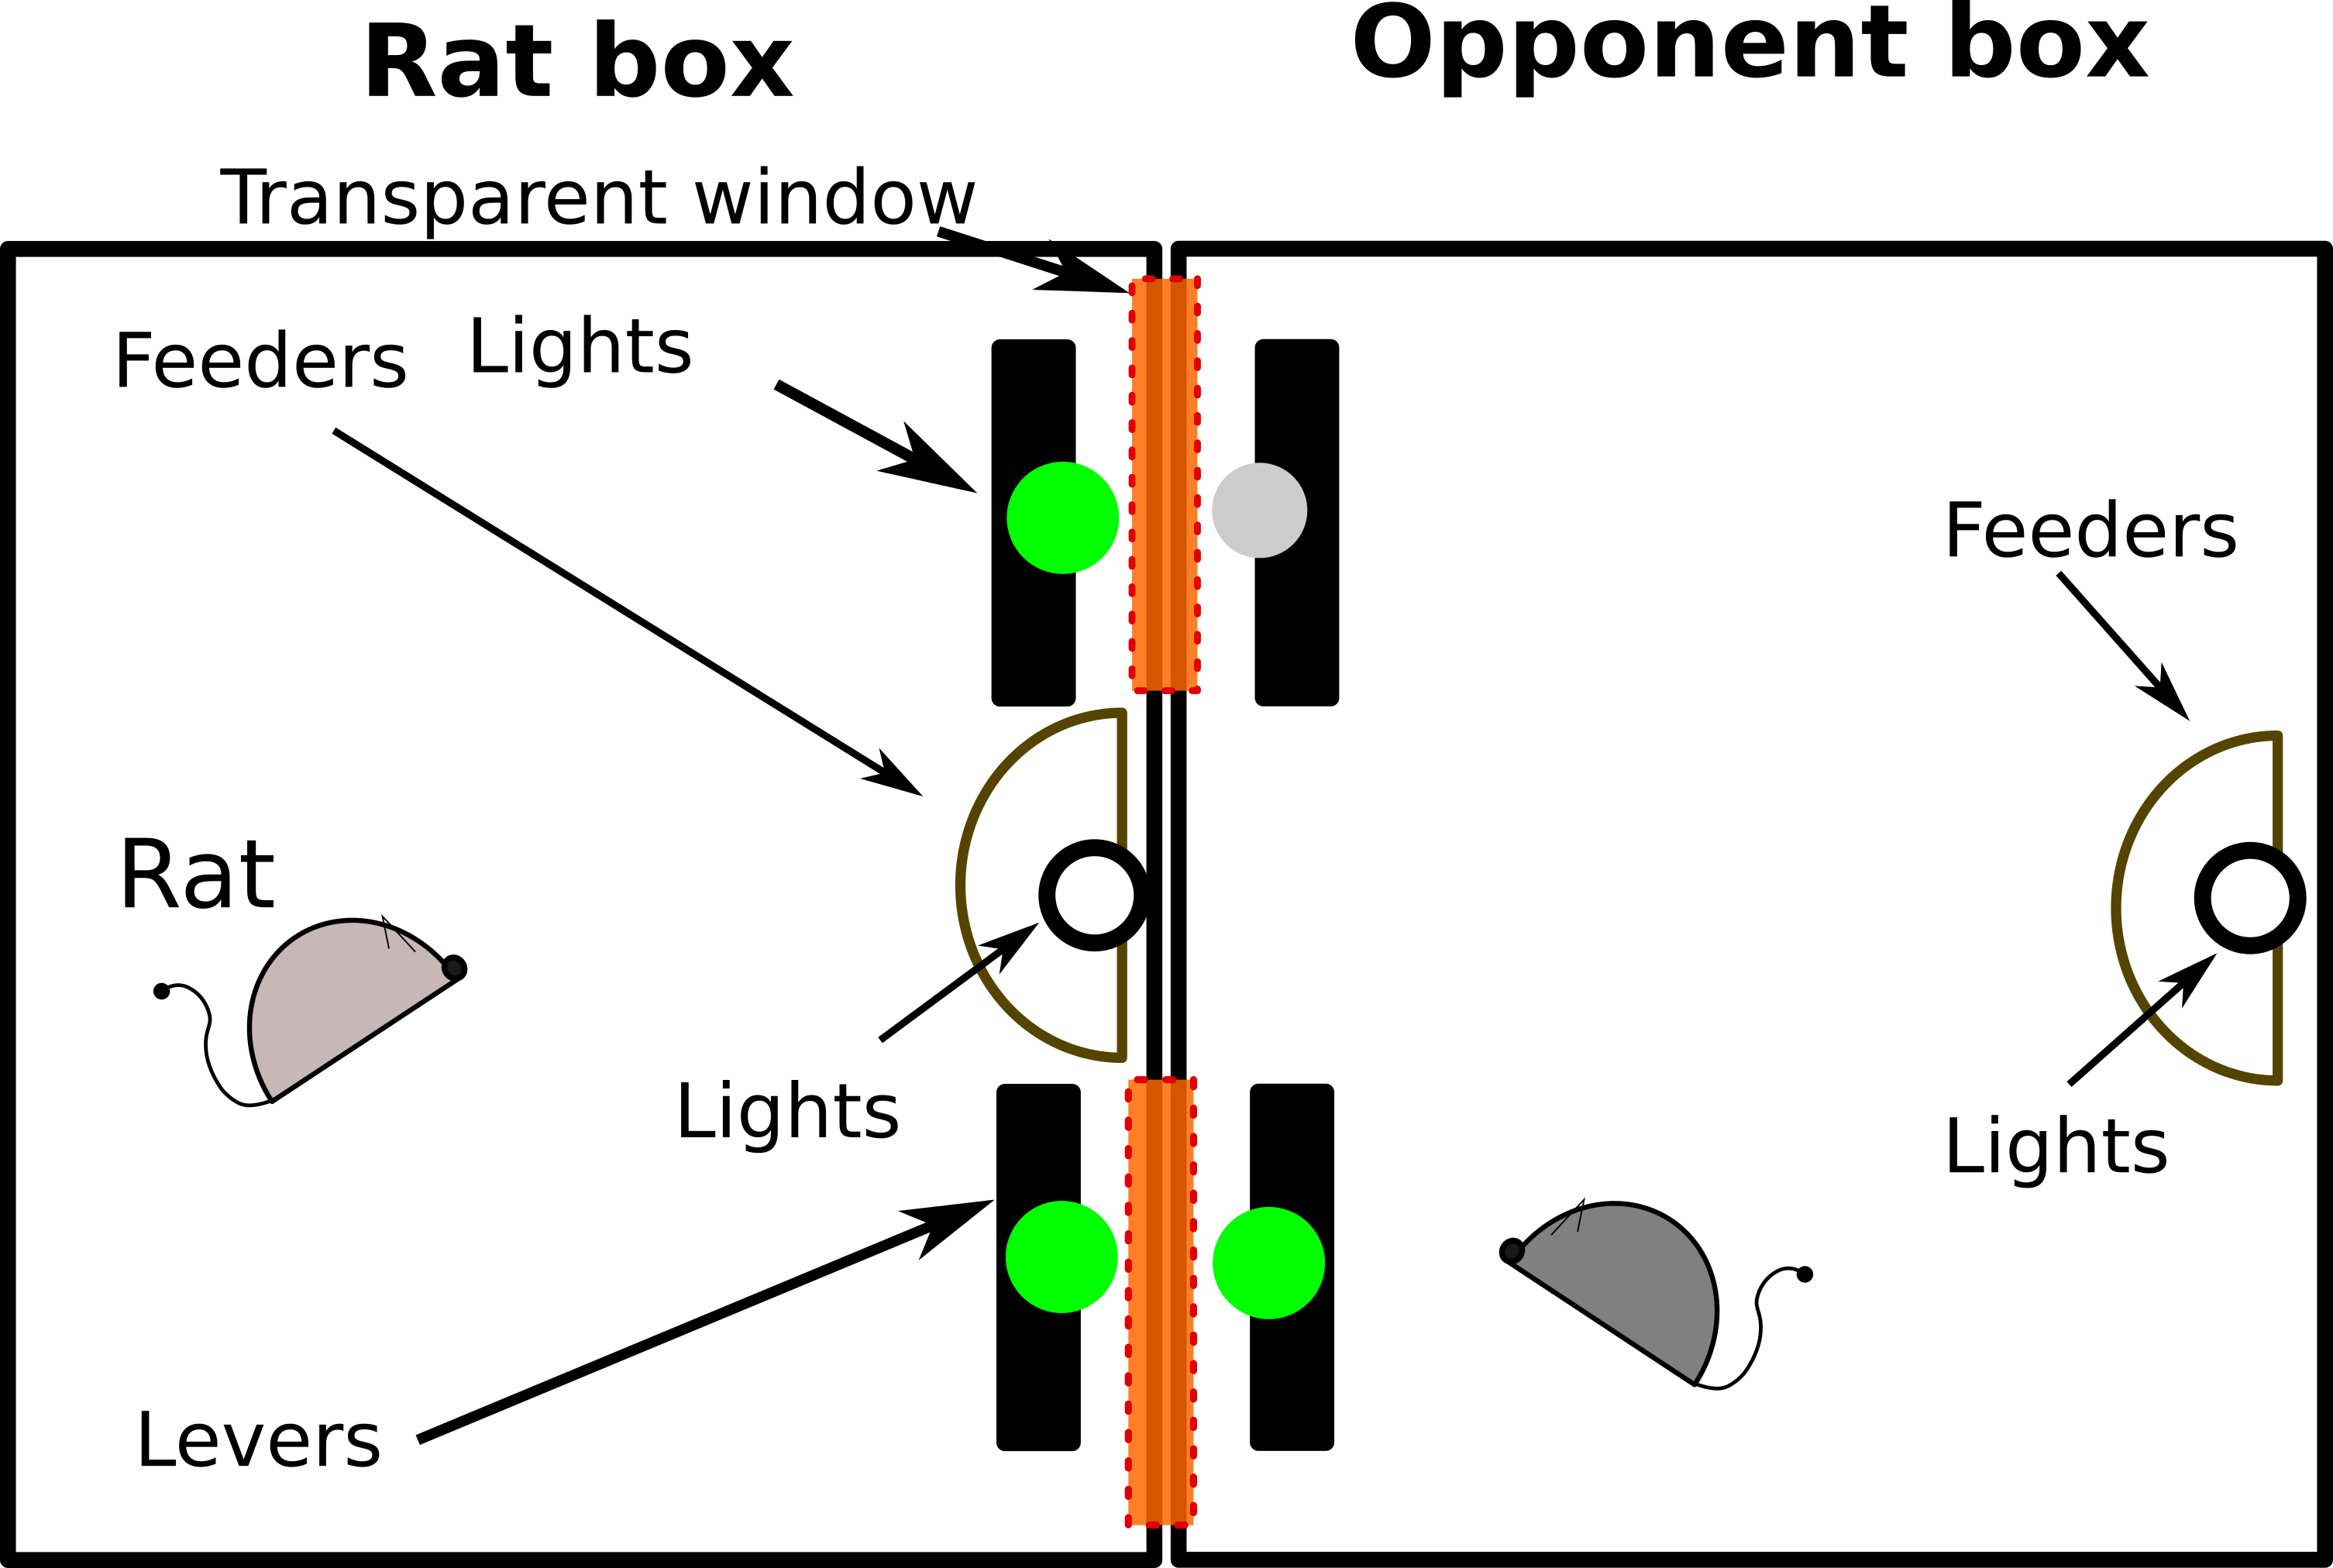 Rat box
Opponent box
Transparent window
Feeders
Lights
Feeders
Rat
Lights
Lights
Levers